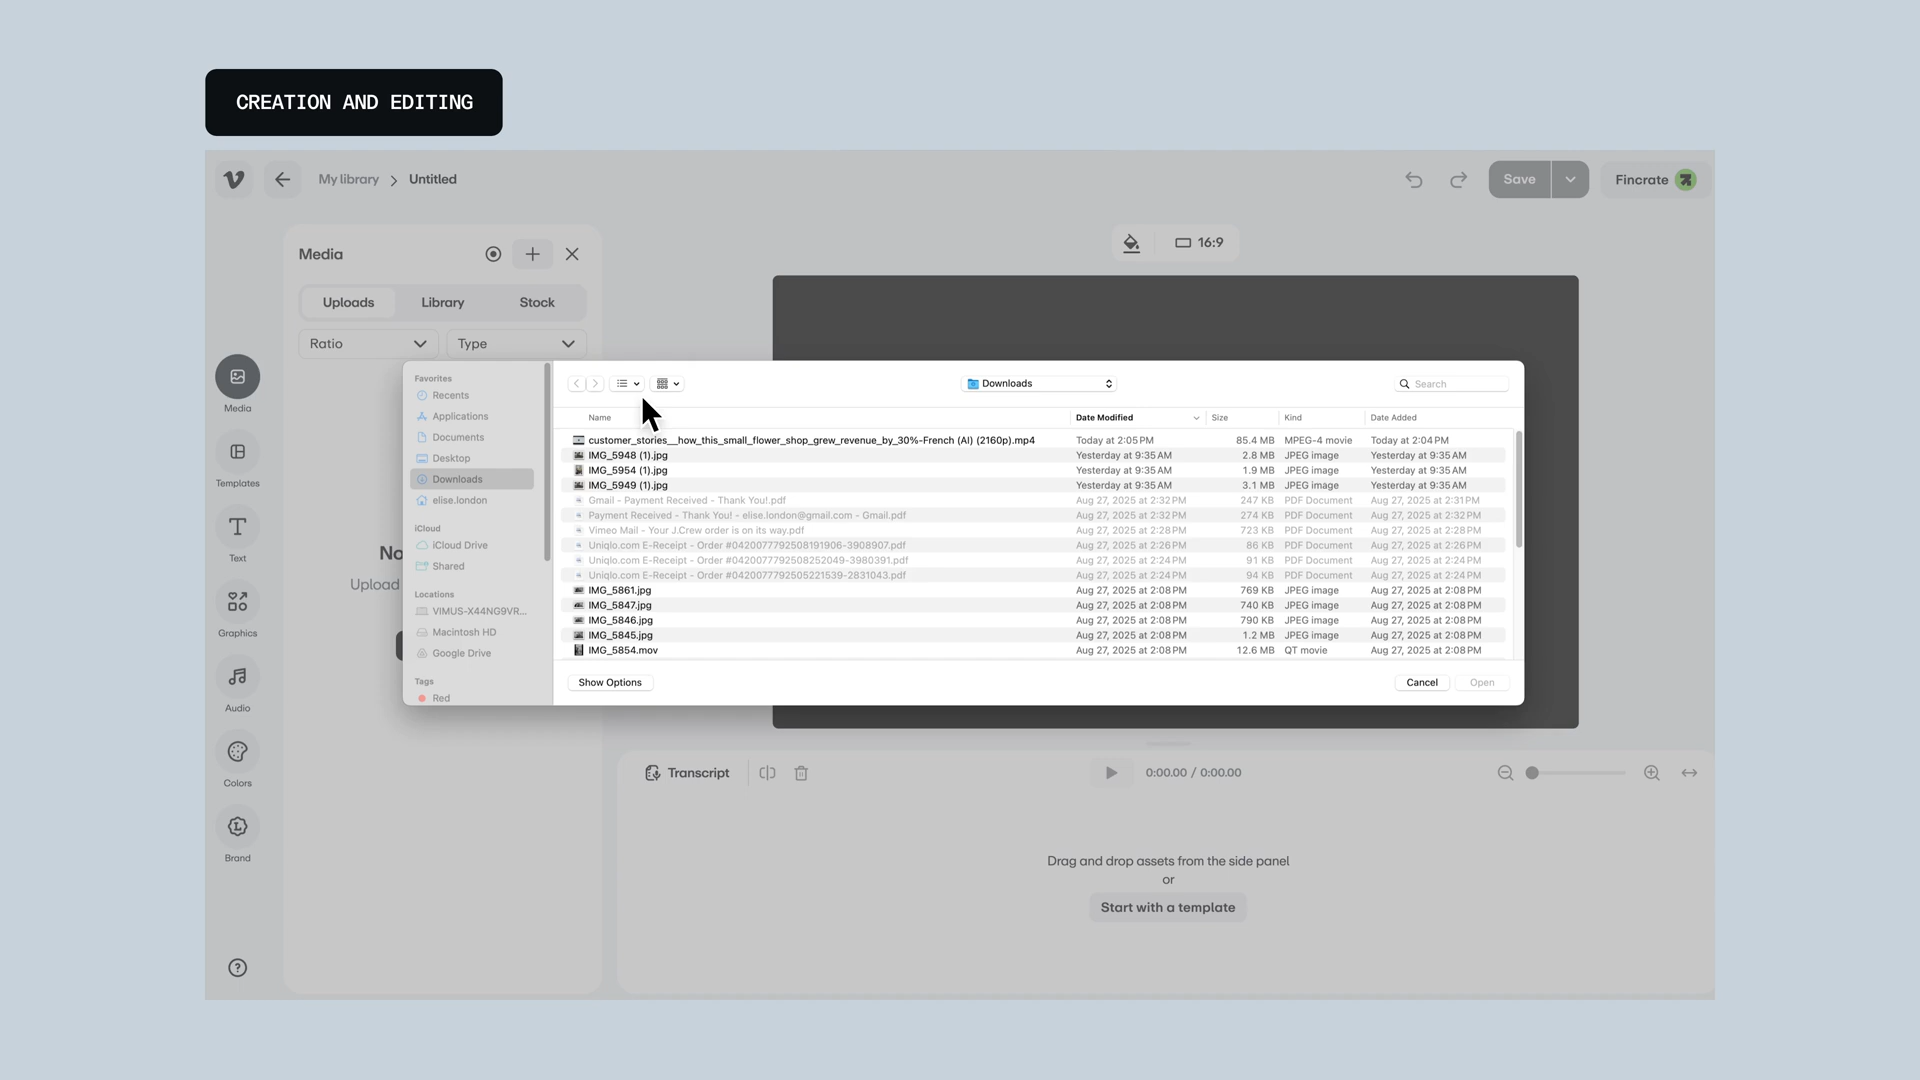 CREATION AND EDITING
My library > Untitled
Save
Fincrate
Media
16:9
Uploads Library Stock
Ratio Type
Media
Templates
Text
Graphics
Audio
Colors
Brand
No
Upload
Favorites
Recents
Applications
Documents
Desktop
Downloads
elise.london
iCloud
iCloud Drive
Shared
Locations
VIMUS-X44NG9VR...
Macintosh HD
Google Drive
Tags
Red
Downloads
Search
Name Date Modified Size Kind Date Added
customer_stories__how_this_small_flower_shop_grew_revenue_by_30%-French (AI) (2160p).mp4 Today at 2:05 PM 85.4 MB MPEG-4 movie Today at 2:04 PM
IMG_5948 (1).jpg Yesterday at 9:35 AM 2.8 MB JPEG image Yesterday at 9:35 AM
IMG_5954 (1).jpg Yesterday at 9:35 AM 1.9 MB JPEG image Yesterday at 9:35 AM
IMG_5949 (1).jpg Yesterday at 9:35 AM 3.1 MB JPEG image Yesterday at 9:35 AM
Gmail - Payment Received - Thank You!.pdf Aug 27, 2025 at 2:32 PM 247 KB PDF Document Aug 27, 2025 at 2:31 PM
Payment Received - Thank You! - elise.london@gmail.com - Gmail.pdf Aug 27, 2025 at 2:32 PM 274 KB PDF Document Aug 27, 2025 at 2:32 PM
Vimeo Mail - Your J.Crew order is on its way.pdf Aug 27, 2025 at 2:28 PM 723 KB PDF Document Aug 27, 2025 at 2:28 PM
Uniqlo.com E-Receipt - Order #0420077792508191906-3908907.pdf Aug 27, 2025 at 2:26 PM 86 KB PDF Document Aug 27, 2025 at 2:26 PM
Uniqlo.com E-Receipt - Order #0420077792508252049-3980391.pdf Aug 27, 2025 at 2:24 PM 91 KB PDF Document Aug 27, 2025 at 2:24 PM
Uniqlo.com E-Receipt - Order #0420077792505221539-2831043.pdf Aug 27, 2025 at 2:24 PM 94 KB PDF Document Aug 27, 2025 at 2:24 PM
IMG_5861.jpg Aug 27, 2025 at 2:08 PM 769 KB JPEG image Aug 27, 2025 at 2:08 PM
IMG_5847.jpg Aug 27, 2025 at 2:08 PM 740 KB JPEG image Aug 27, 2025 at 2:08 PM
IMG_5846.jpg Aug 27, 2025 at 2:08 PM 790 KB JPEG image Aug 27, 2025 at 2:08 PM
IMG_5845.jpg Aug 27, 2025 at 2:08 PM 1.2 MB JPEG image Aug 27, 2025 at 2:08 PM
IMG_5854.mov Aug 27, 2025 at 2:08 PM 12.6 MB QT movie Aug 27, 2025 at 2:08 PM
Show Options
Cancel Open
Transcript
0:00.00 / 0:00.00
Drag and drop assets from the side panel
or
Start with a template